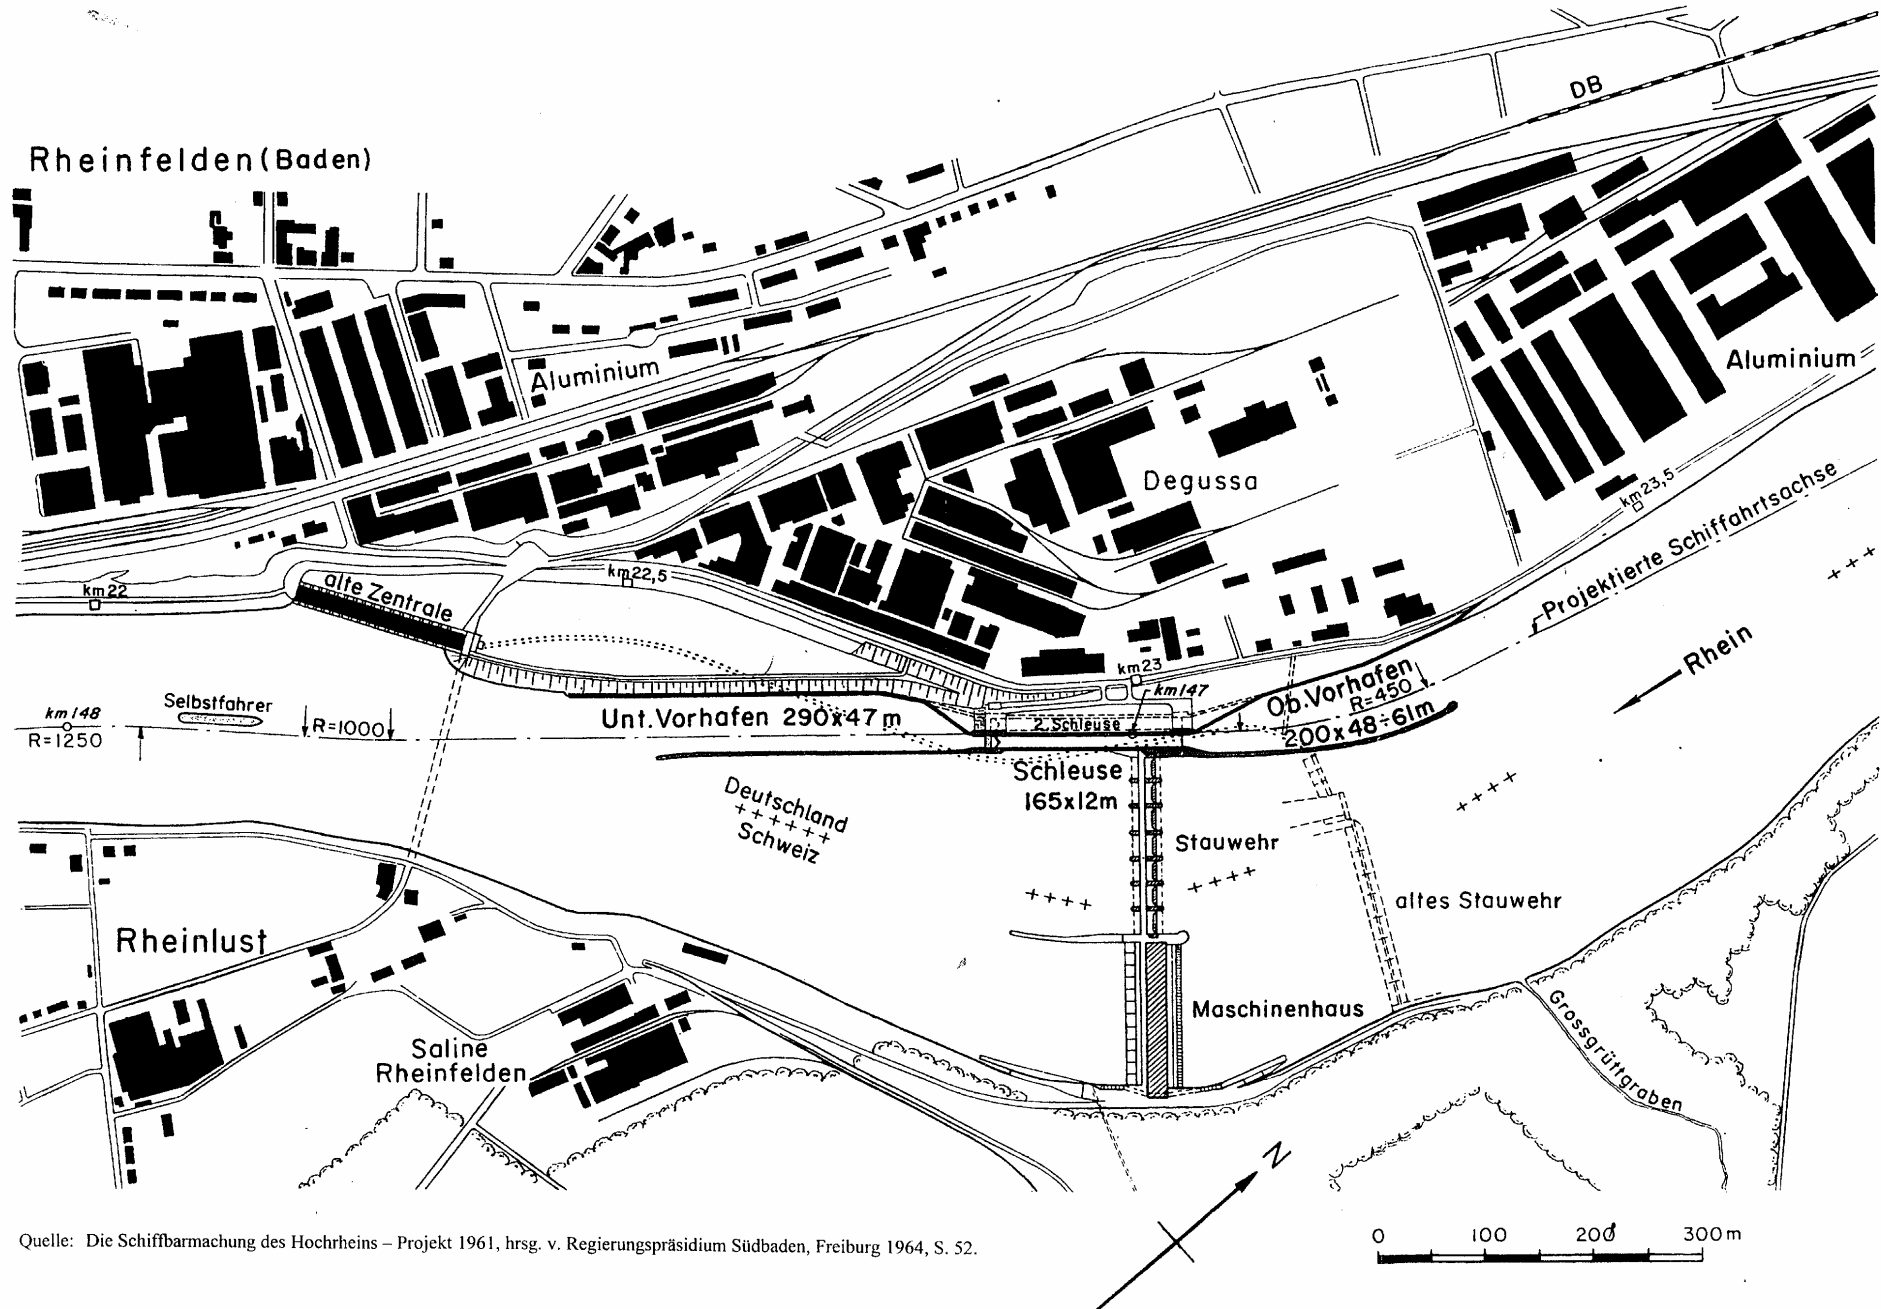 DB
Rheinfelden (Baden)
Aluminium
Aluminium
Degussa
km 23,5
Projektierte Schiffahrtsachse
km 22
alte Zentrale
km 22,5
km 23
km 147
Rhein
Selbstfahrer
km 148
R=1250
R=1000
Unt. Vorhafen 290x47 m
2. Schleuse
Ob. Vorhafen
R=450
200x48÷61m
Schleuse
165x12m
Deutschland
++++++
Schweiz
Stauwehr
altes Stauwehr
Rheinlust
Maschinenhaus
Grossgrüttgraben
Saline
Rheinfelden
N
0 100 200 300 m
Quelle: Die Schiffbarmachung des Hochrheins – Projekt 1961, hrsg. v. Regierungspräsidium Südbaden, Freiburg 1964, S. 52.